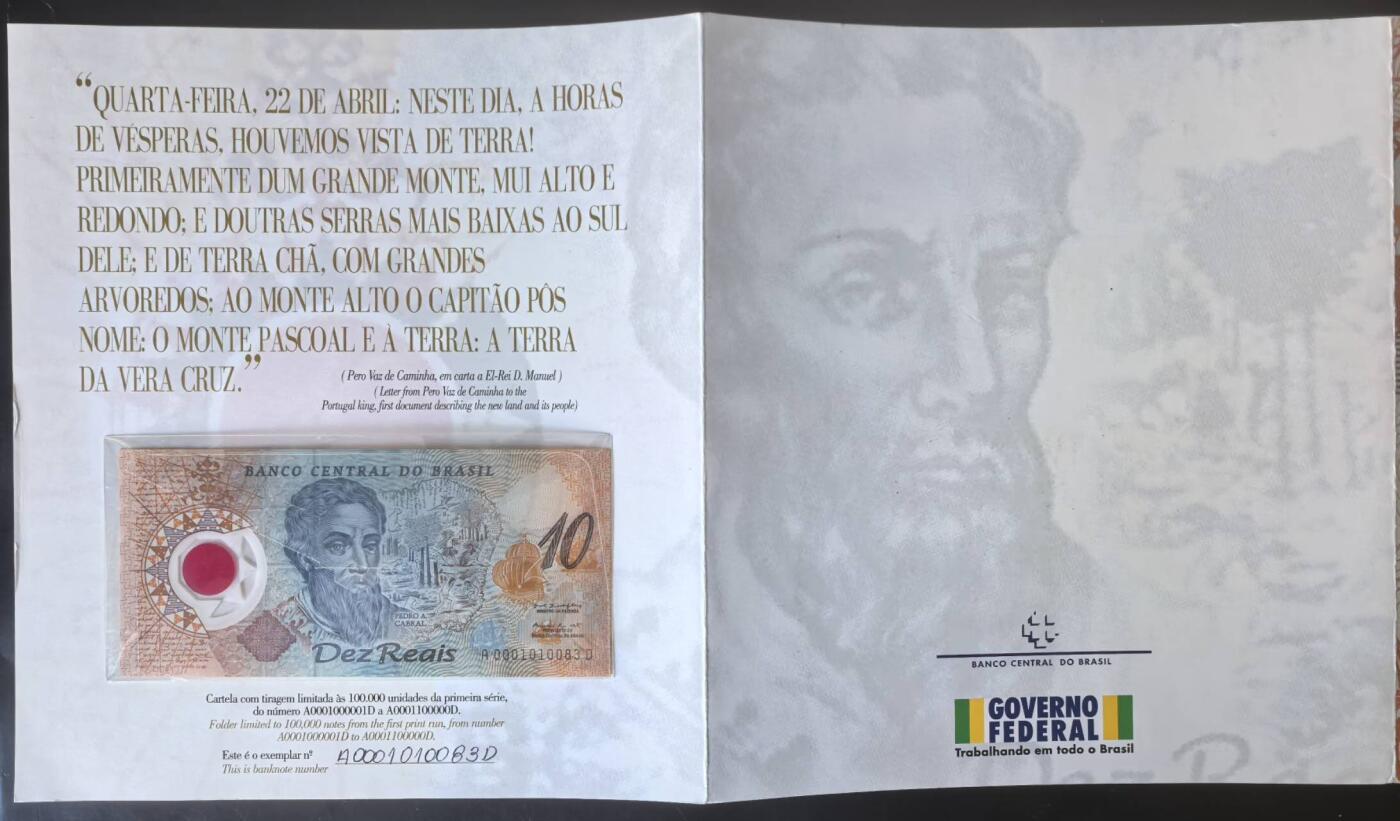 “QUARTA-FEIRA, 22 DE ABRIL: NESTE DIA, A HORAS
DE VÉSPERAS, HOUVEMOS VISTA DE TERRA!
PRIMEIRAMENTE DUM GRANDE MONTE, MUI ALTO E
REDONDO; E DOUTRAS SERRAS MAIS BAIXAS AO SUL
DELE; E DE TERRA CHÃ, COM GRANDES
ARVOREDOS; AO MONTE ALTO O CAPITÃO PÔS
NOME: O MONTE PASCOAL E À TERRA: A TERRA
DA VERA CRUZ.”
( Pero Vaz de Caminha, em carta a El-Rei D. Manuel )
( Letter from Pero Vaz de Caminha to the
Portugal king, first document describing the new land and its people)
BANCO CENTRAL DO BRASIL
10
PEDRO A.
CABRAL
Dez Reais
A0001010083D
Cartela com tiragem limitada às 100.000 unidades da primeira série,
do número A0001000001D a A0001100000D.
Folder limited to 100,000 notes from the first print run, from number
A0001000001D to A0001100000D.
Este é o exemplar nº A0001010083D
This is banknote number
BANCO CENTRAL DO BRASIL
GOVERNO
FEDERAL
Trabalhando em todo o Brasil